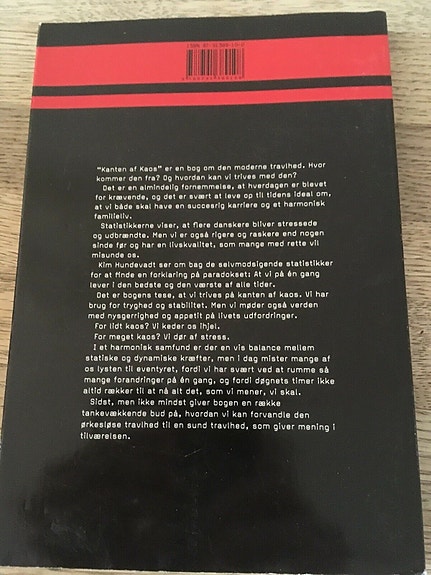 "Kanten af Kaos" er en bog om den moderne travlhed. Hvor
kommer den fra? Og hvordan kan vi trives med den?
Det er en almindelig fornemmelse, at hverdagen er blevet
for krævende, og det er svært at leve op til tidens ideal om,
at vi både skal have en succesrig karriere og et harmonisk
familieliv.
Statistikkerne viser, at flere danskere bliver stressede
og udbrændte. Men vi er også rigere og raskere end nogen
sinde før og har en livskvalitet, som mange med rette vil
misunde os.
Kim Hundevadt ser om bag de selvmodsigende statistikker
for at finde en forklaring på paradokset: At vi på én gang
lever i den bedste og den værste af alle tider.
Det er bogens tese, at vi trives på kanten af kaos. Vi har
brug for tryghed og stabilitet. Men vi møder også verden
med nysgerrighed og appetit på livets udfordringer.
For lidt kaos? Vi keder os ihjel.
For meget kaos? Vi dør af stress.
I et harmonisk samfund er der en vis balance mellem
statiske og dynamiske kræfter, men i dag mister mange af
os lysten til eventyret, fordi vi har svært ved at rumme så
mange forandringer på én gang, og fordi døgnets timer ikke
altid rækker til at nå alt det, som vi mener, vi skal.
Sidst, men ikke mindst giver bogen en række
tankevækkende bud på, hvordan vi kan forvandle den
ørkesløse travlhed til en sund travlhed, som giver mening i
tilværelsen.